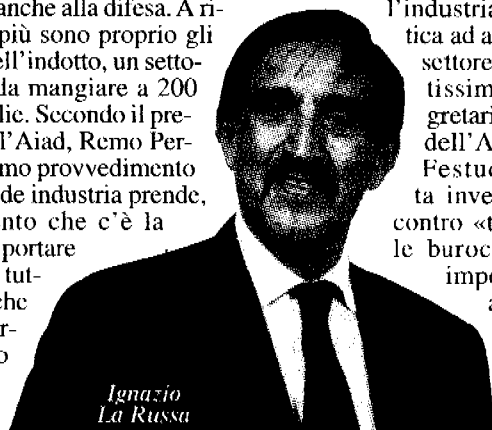 anche alla difesa. A ri-
più sono proprio gli
ell'indotto, un setto-
da mangiare a 200
lie. Secondo il pre-
l'Aiad, Remo Per-
mo provvedimento
de industria prende,
nto che c'è la
portare
tut-
che
r-
o
l'industria
tica ad a
settore
tissim
gretari
dell'A
Festuc
ta inve
contro «t
le buroc
impe
a
Ignazio
La Russa